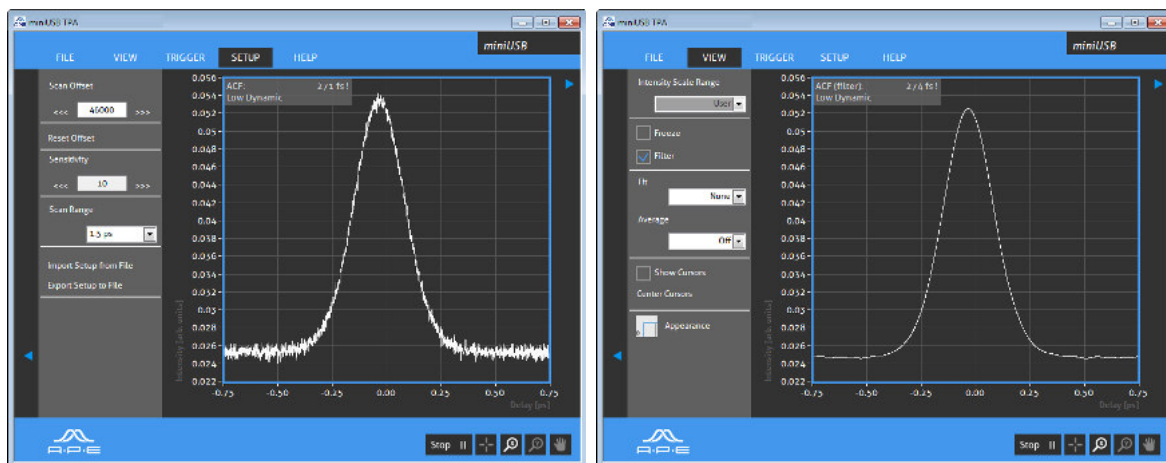 miniUSB TPA
miniUSB
FILE VIEW TRIGGER SETUP HELP
Scan Offset
<<< 46000 >>>
Reset Offset
Sensitivity
<<< 10 >>>
Scan Range
1.5 ps
Import Setup from File
Export Setup to File
ACF:
Low Dynamic
0.056
0.054
0.05
0.048
0.046
0.044
0.042
0.04
0.038
0.036
0.034
0.032
0.03
0.028
0.026
0.024
0.022
Intensity [arb. units]
-0.75 -0.50 -0.25 0.00 0.25 0.50 0.75
Delay [ps]
A.P.E
Stop
miniUSB TPA
miniUSB
FILE VIEW TRIGGER SETUP HELP
Intensity Scale Range
User
Freeze
Filter
Fit
None
Average
Off
Show Cursors
Center Cursors
Appearance
ACF (filter):
Low Dynamic
0.056
0.054
0.05
0.048
0.046
0.044
0.042
0.04
0.038
0.036
0.034
0.032
0.03
0.028
0.026
0.024
0.022
-0.75 -0.50 -0.25 0.00 0.25 0.50 0.75
Delay [ps]
A.P.E
Stop